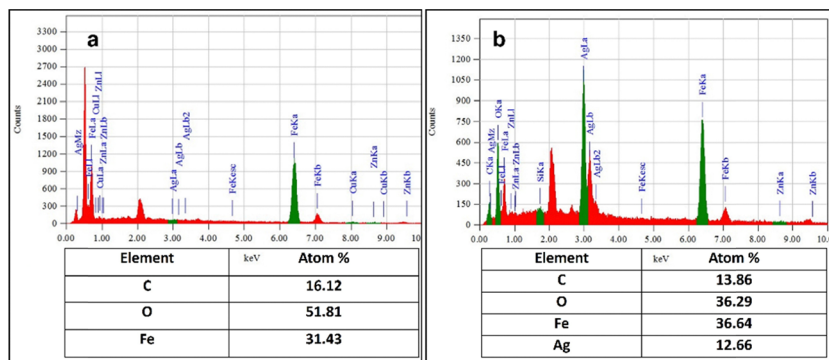 a
3300
3000
2700
2400
2100
1800
1500
1200
900
600
300
0
Counts
AgMz
FeLl
FeLa
CuLl
ZnLl
CuLa
ZnLa ZnLb
AgLa
AgLb
AgLb2
FeKesc
FeKa
FeKb
CuKa
ZnKa
CuKb
ZnKb
0.00 1.00 2.00 3.00 4.00 5.00 6.00 7.00 8.00 9.00 10.0
keV
Element Atom %
C 16.12
O 51.81
Fe 31.43
b
1350
1200
1050
900
750
600
450
300
150
0
Counts
CKa
AgMz
OKa
FeLl
FeLa
ZnLl
ZnLa ZnLb
SiKa
AgLa
AgLb
AgLb2
FeKesc
FeKa
FeKb
ZnKa
ZnKb
0.00 1.00 2.00 3.00 4.00 5.00 6.00 7.00 8.00 9.00 10.0
keV
Element Atom %
C 13.86
O 36.29
Fe 36.64
Ag 12.66